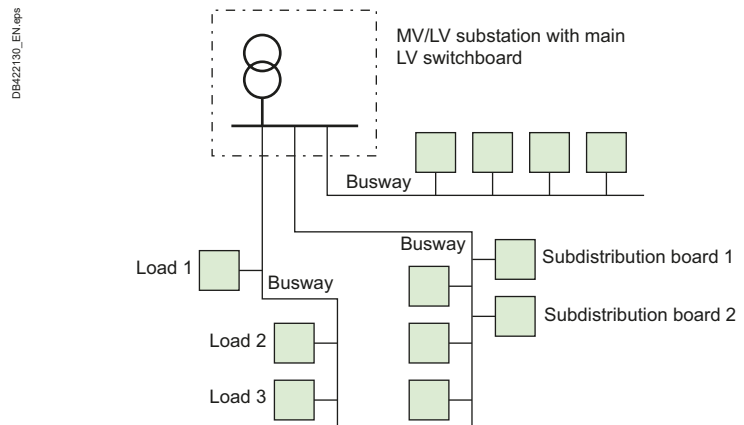 DB422130_EN.eps
MV/LV substation with main
LV switchboard
Busway
Busway
Subdistribution board 1
Load 1
Busway
Subdistribution board 2
Load 2
Load 3